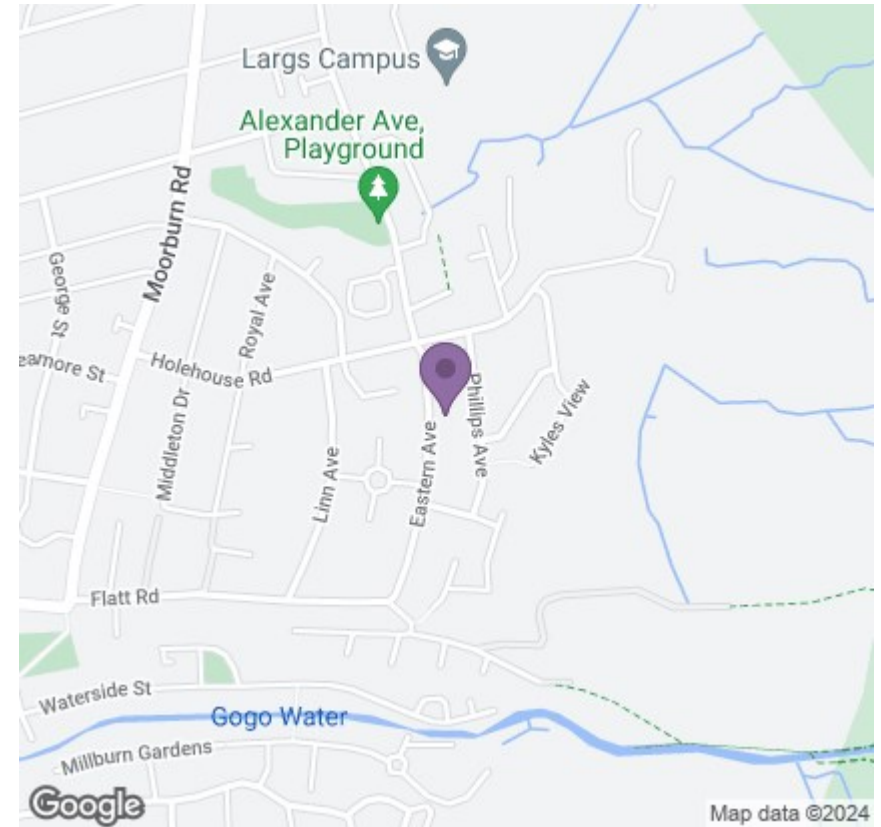 Largs Campus
Alexander Ave,
Playground
Moorburn Rd
George St
Royal Ave
eamore St
Holehouse Rd
Middleton Dr
Phillips Ave
Kyles View
Linn Ave
Eastern Ave
Flatt Rd
Waterside St
Gogo Water
Millburn Gardens
Google
Map data ©2024